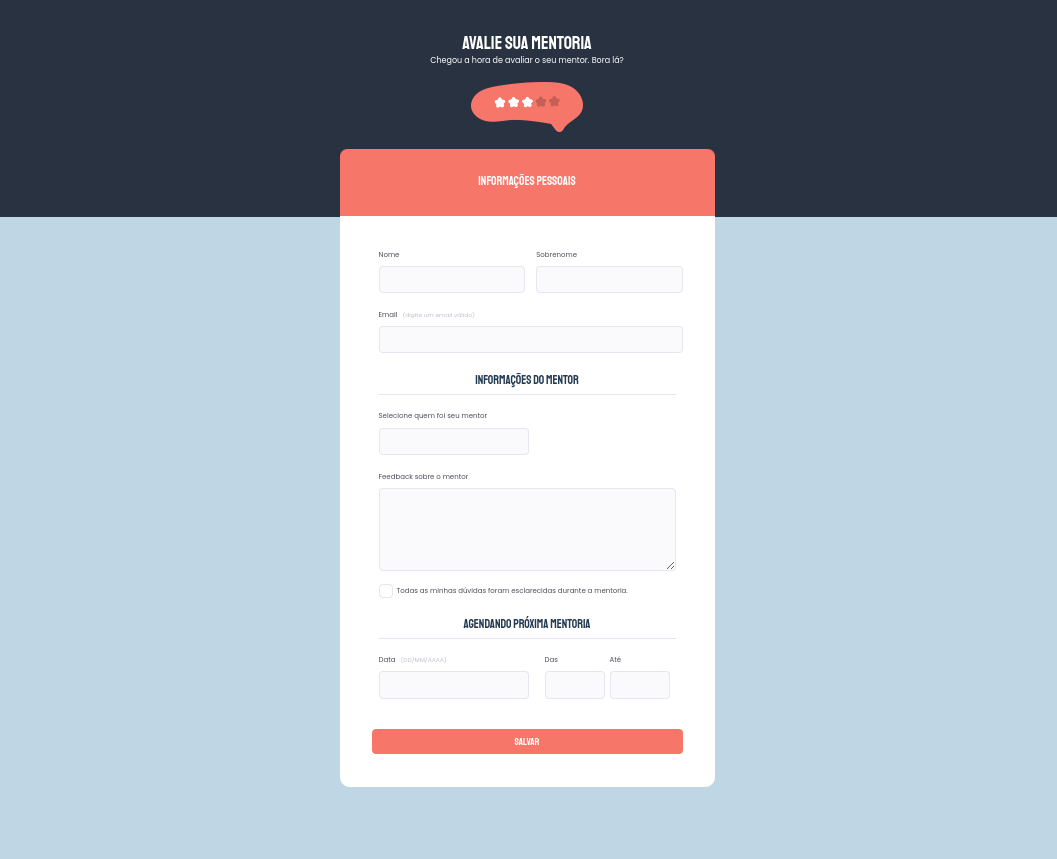 AVALIE SUA MENTORIA
Chegou a hora de avaliar o seu mentor. Bora lá?
INFORMAÇÕES PESSOAIS
Nome Sobrenome
Email (digite um email válido)
INFORMAÇÕES DO MENTOR
Selecione quem foi seu mentor
Feedback sobre o mentor
Todas as minhas dúvidas foram esclarecidas durante a mentoria.
AGENDANDO PRÓXIMA MENTORIA
Data (DD/MM/AAAA) Das Até
SALVAR